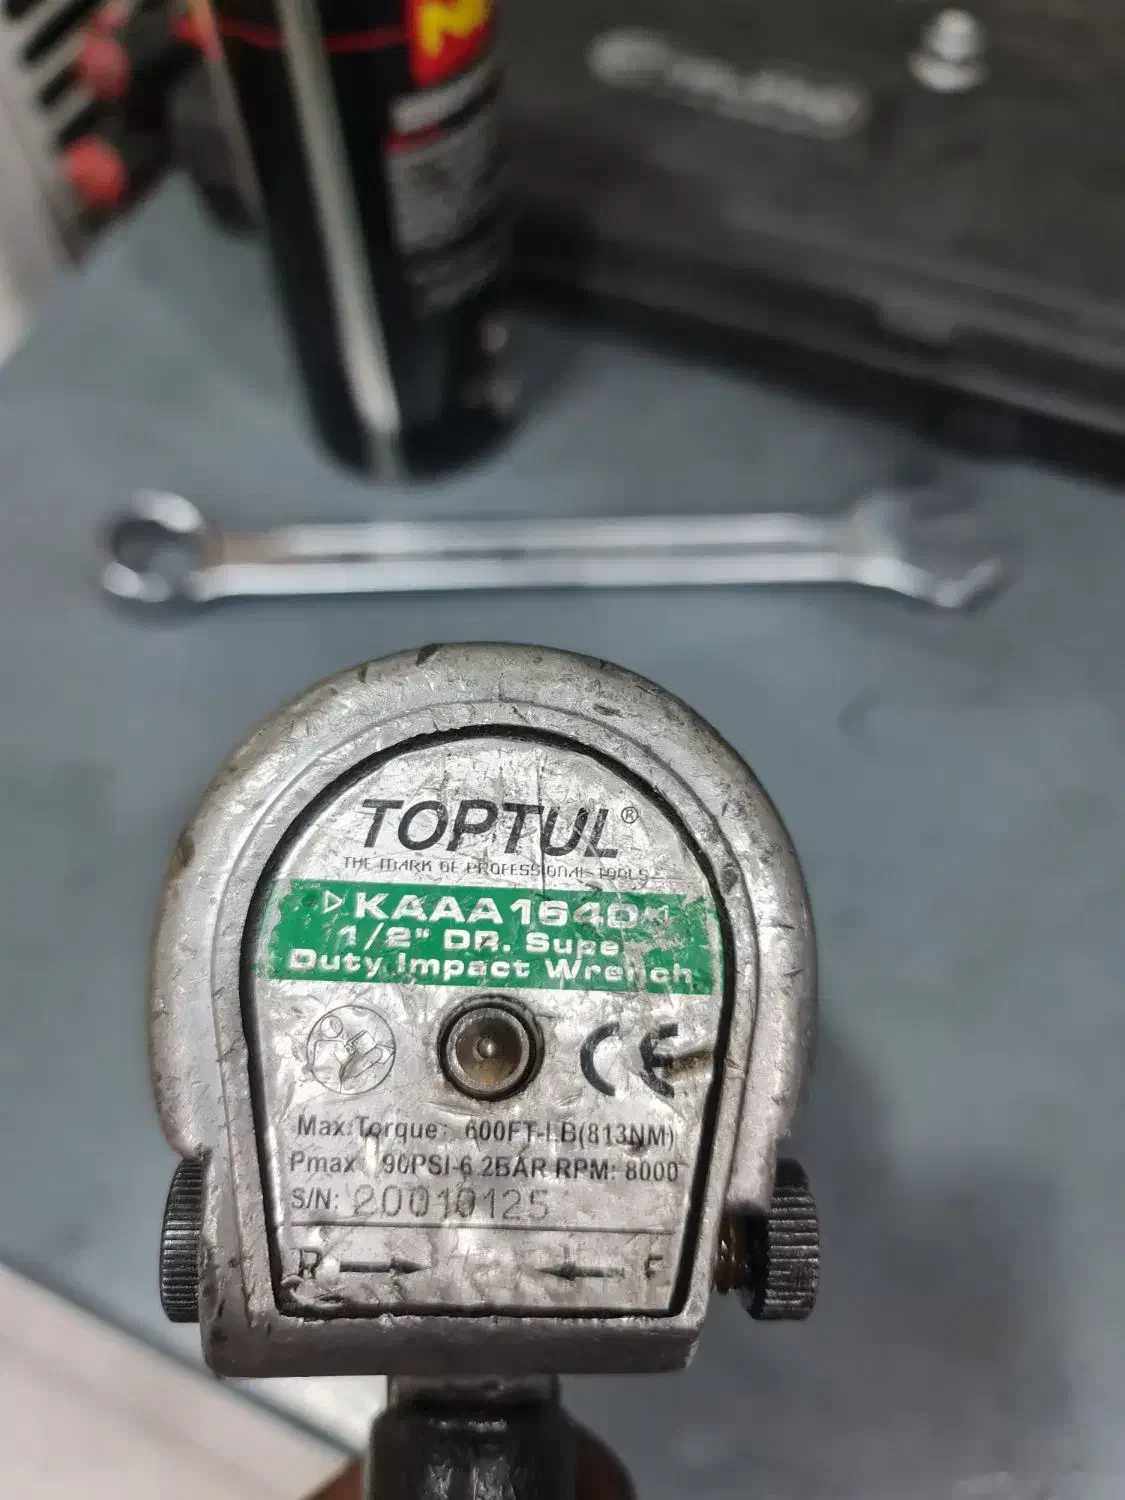 TOPTUL®
THE MARK OF PROFESSIONAL TOOLS
KAAA1640
1/2" DR. Supe
Duty Impact Wrench
CE
Max.Torque: 600FT-LB(813NM)
Pmax 90PSI-6.2BAR RPM: 8000
S/N: 20010125
R F